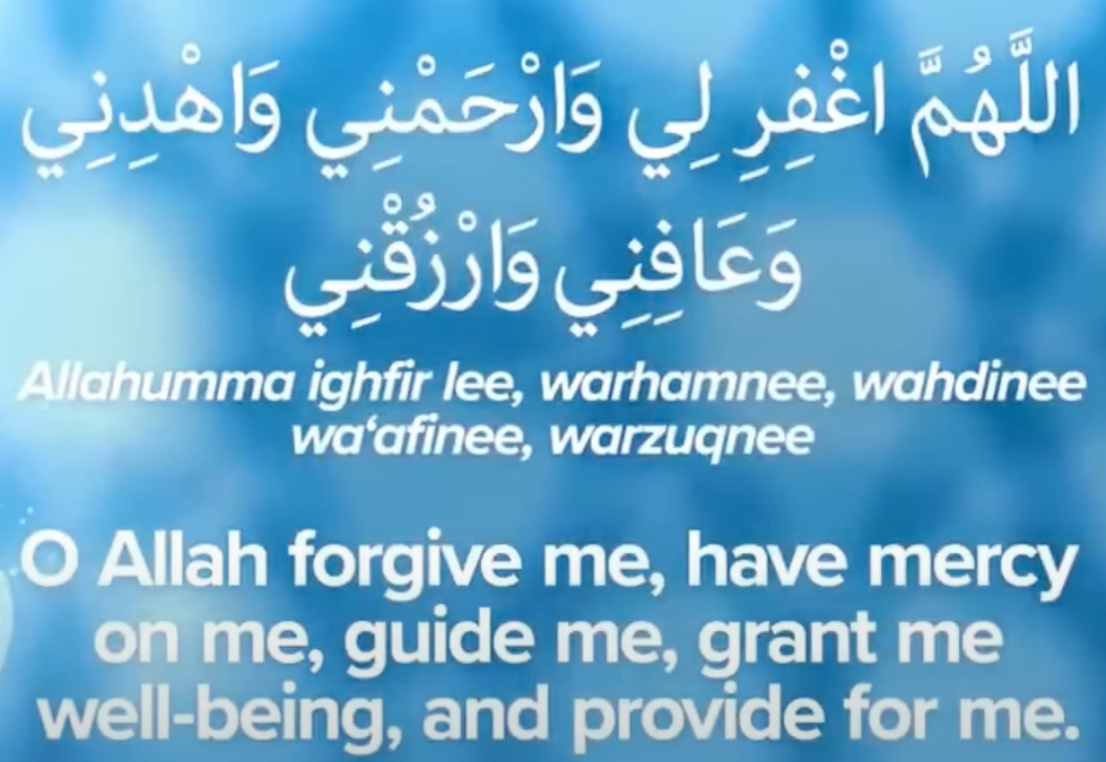 اللَّهُمَّ اغْفِرِ لِي وَارْحَمْنِي وَاهْدِنِي
وَعَافِنِي وَارْزُقْنِي
Allahumma ighfir lee, warhamnee, wahdinee
wa‘afinee, warzuqnee
O Allah forgive me, have mercy
on me, guide me, grant me
well-being, and provide for me.